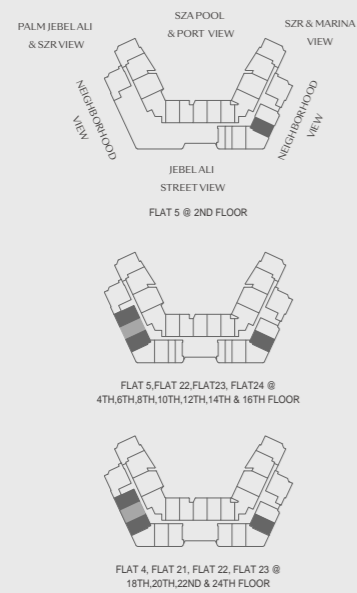 PALM JEBEL ALI
& SZR VIEW
SZA POOL
& PORT VIEW
SZR & MARINA
VIEW
NEIGHBORHOOD
VIEW
NEIGHBORHOOD
VIEW
JEBEL ALI
STREET VIEW
FLAT 5 @ 2ND FLOOR
FLAT 5,FLAT 22,FLAT23, FLAT24 @
4TH,6TH,8TH,10TH,12TH,14TH & 16TH FLOOR
FLAT 4, FLAT 21, FLAT 22, FLAT 23 @
18TH,20TH,22ND & 24TH FLOOR